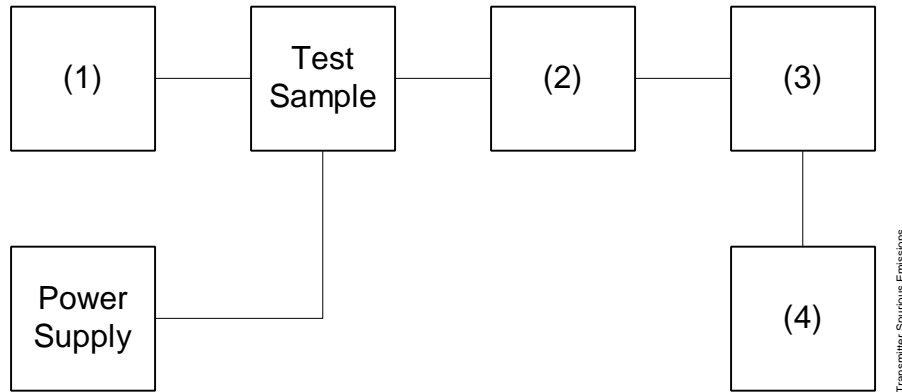 (1)
Test
Sample
(2)
(3)
Power
Supply
(4)
Transmitter Spurious Emissions